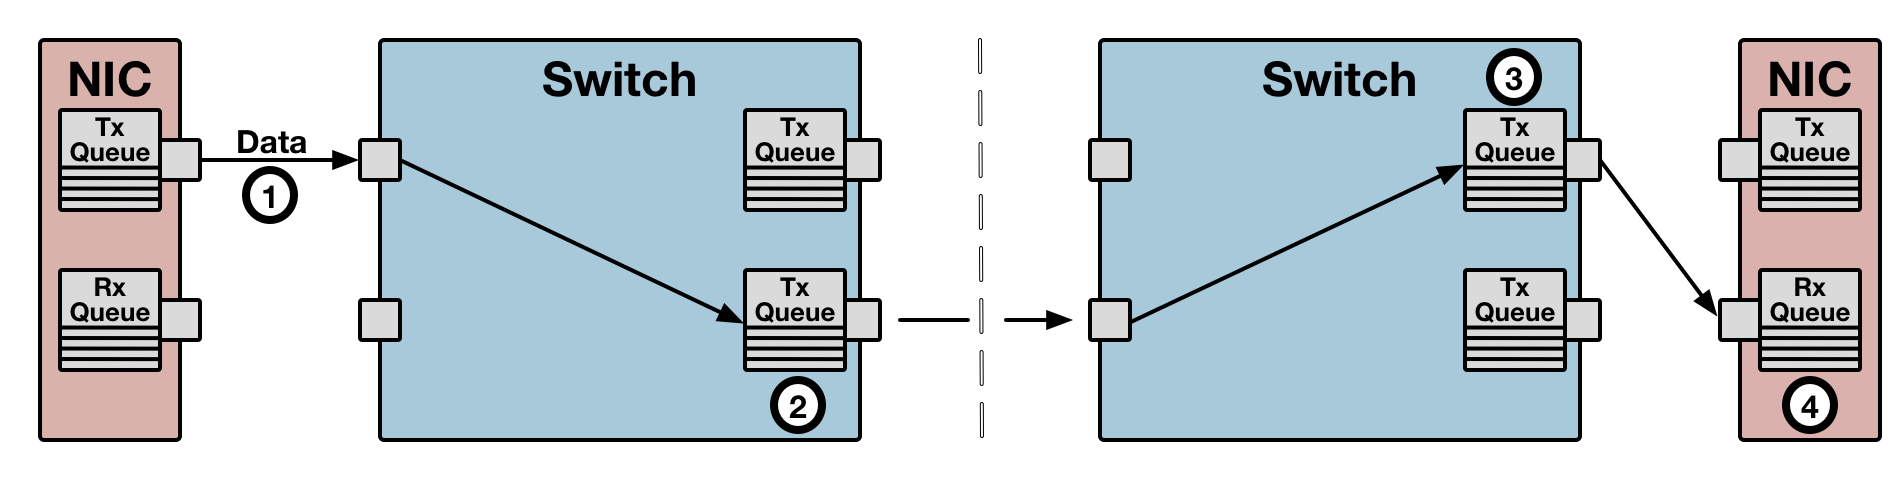 NIC
Tx
Queue
Rx
Queue
Data
1
Switch
Tx
Queue
Tx
Queue
2
Switch
3
Tx
Queue
Tx
Queue
NIC
Tx
Queue
Rx
Queue
4